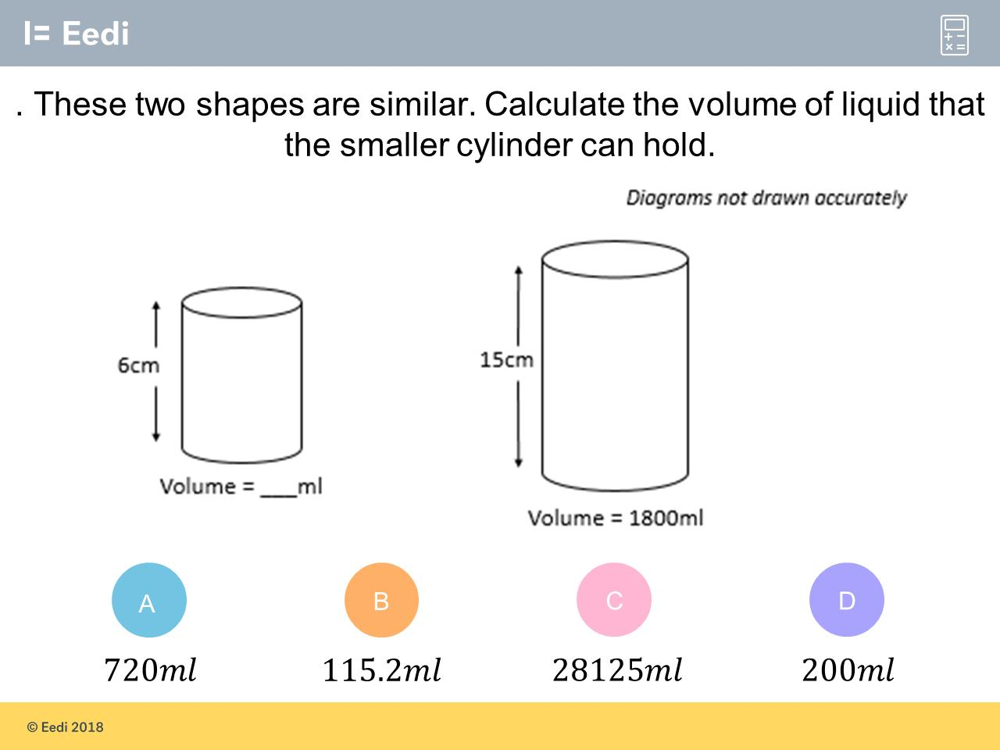 Eedi
. These two shapes are similar. Calculate the volume of liquid that
the smaller cylinder can hold.
Diagrams not drawn accurately
6cm
15cm
Volume = ___ml
Volume = 1800ml
A
B
C
D
720ml
115.2ml
28125ml
200ml
© Eedi 2018